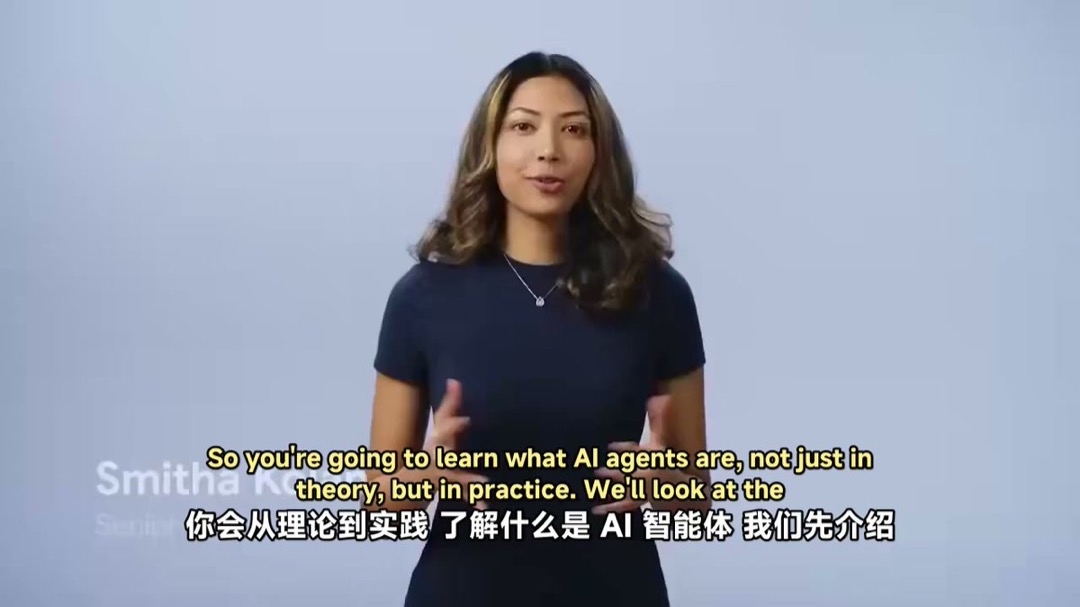 Smitha
So you're going to learn what AI agents are, not just in
theory, but in practice. We'll look at the
Senior
你会从理论到实践 了解什么是 AI 智能体 我们先介绍